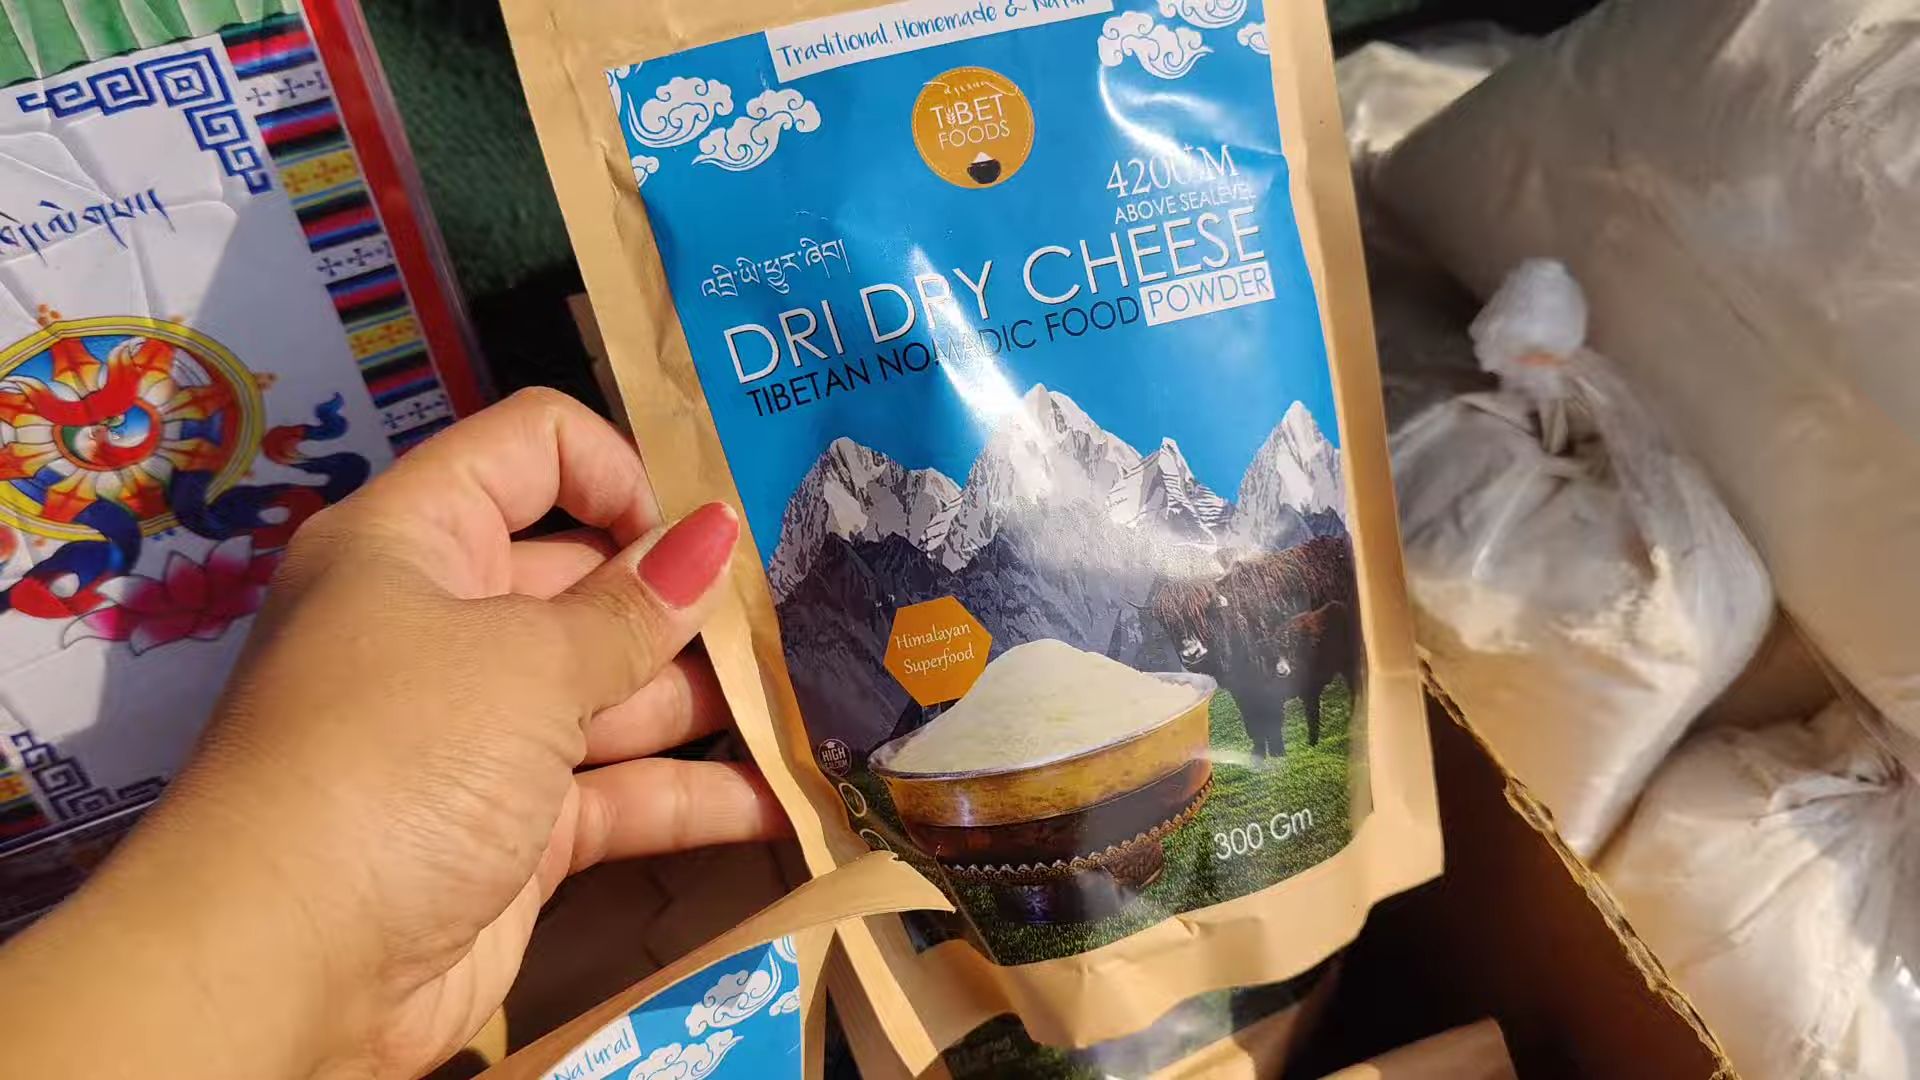 Traditional, Homemade &
TIBET
FOODS
4200 M
ABOVE SEALEVEL
འབྲི་ཡི་ཕྱུར་ཞིབ།
DRI DRY CHEESE
TIBETAN NOMADIC FOOD POWDER
Himalayan
Superfood
HIGH
300 Gm
Natural